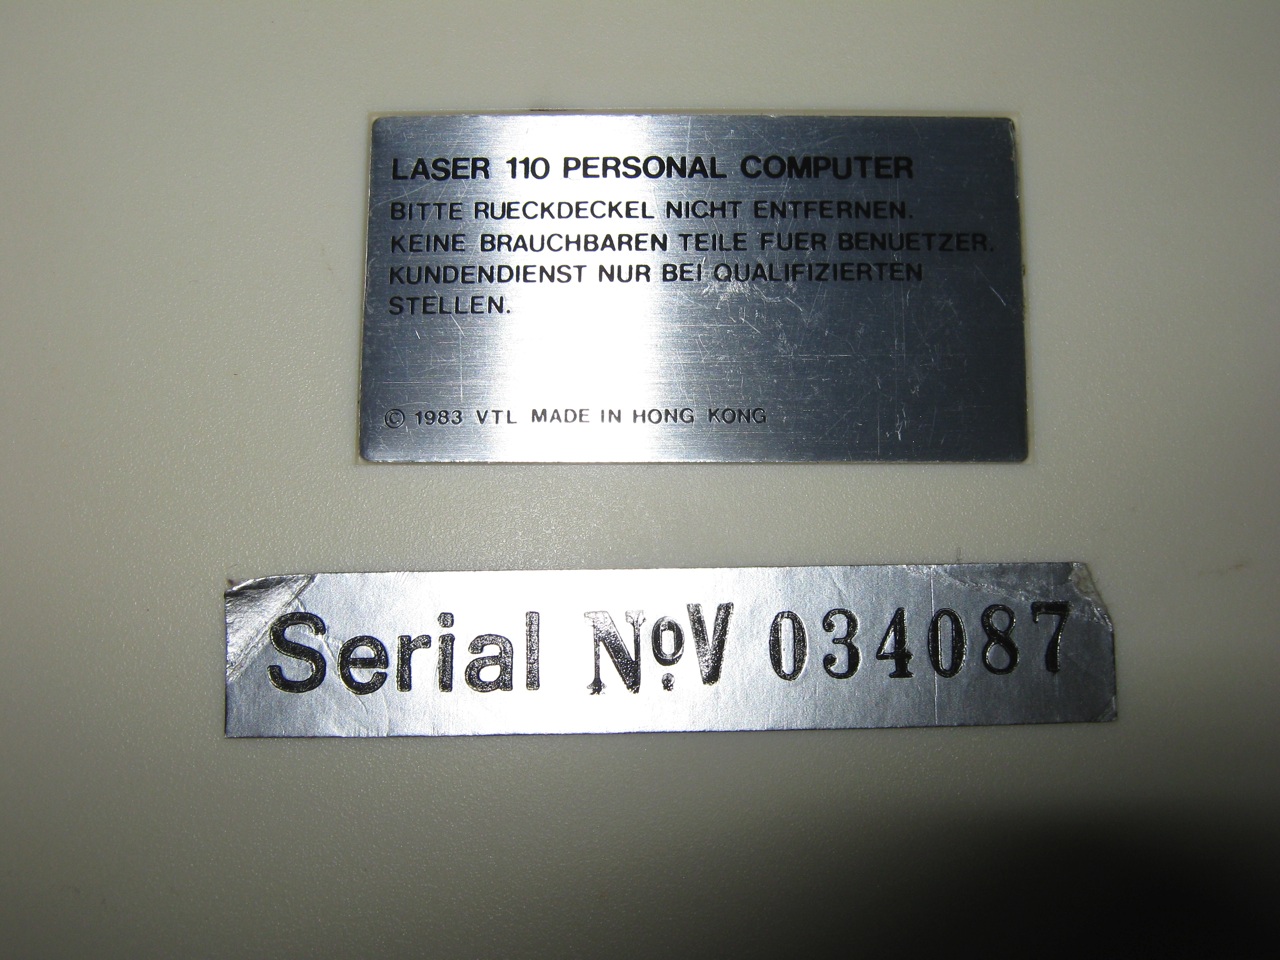 LASER 110 PERSONAL COMPUTER
BITTE RUECKDECKEL NICHT ENTFERNEN.
KEINE BRAUCHBAREN TEILE FUER BENUETZER.
KUNDENDIENST NUR BEI QUALIFIZIERTEN
STELLEN.
© 1983 VTL MADE IN HONG KONG
Serial No. V 034087